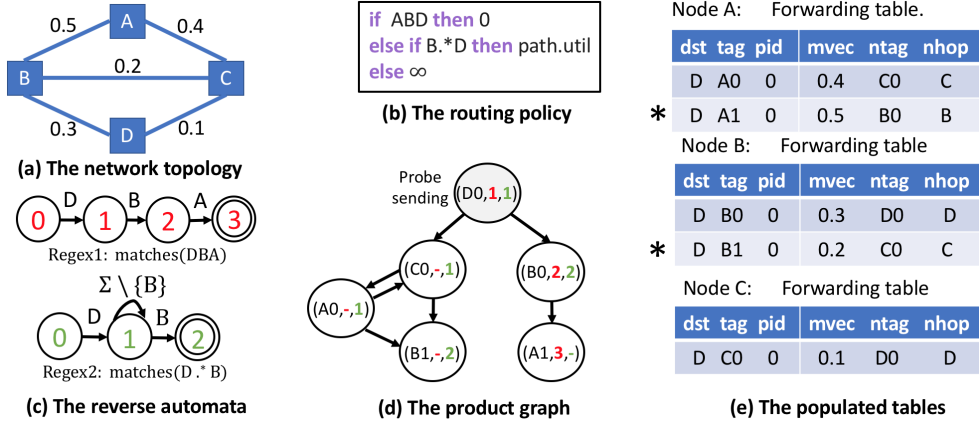 0.5
A
0.4
B
0.2
C
0.3
D
0.1
(a) The network topology
if ABD then 0
else if B.*D then path.util
else ∞
(b) The routing policy
0
D
1
B
2
A
3
Regex1: matches(DBA)
Σ \ {B}
0
D
1
B
2
Regex2: matches(D .* B)
(c) The reverse automata
Probe
sending
(D0,1,1)
(C0,-,1)
(B0,2,2)
(A0,-,1)
(B1,-,2)
(A1,3,-)
(d) The product graph
Node A: Forwarding table.
dst tag pid mvec ntag nhop
D A0 0 0.4 C0 C
* D A1 0 0.5 B0 B
Node B: Forwarding table
dst tag pid mvec ntag nhop
D B0 0 0.3 D0 D
* D B1 0 0.2 C0 C
Node C: Forwarding table
dst tag pid mvec ntag nhop
D C0 0 0.1 D0 D
(e) The populated tables